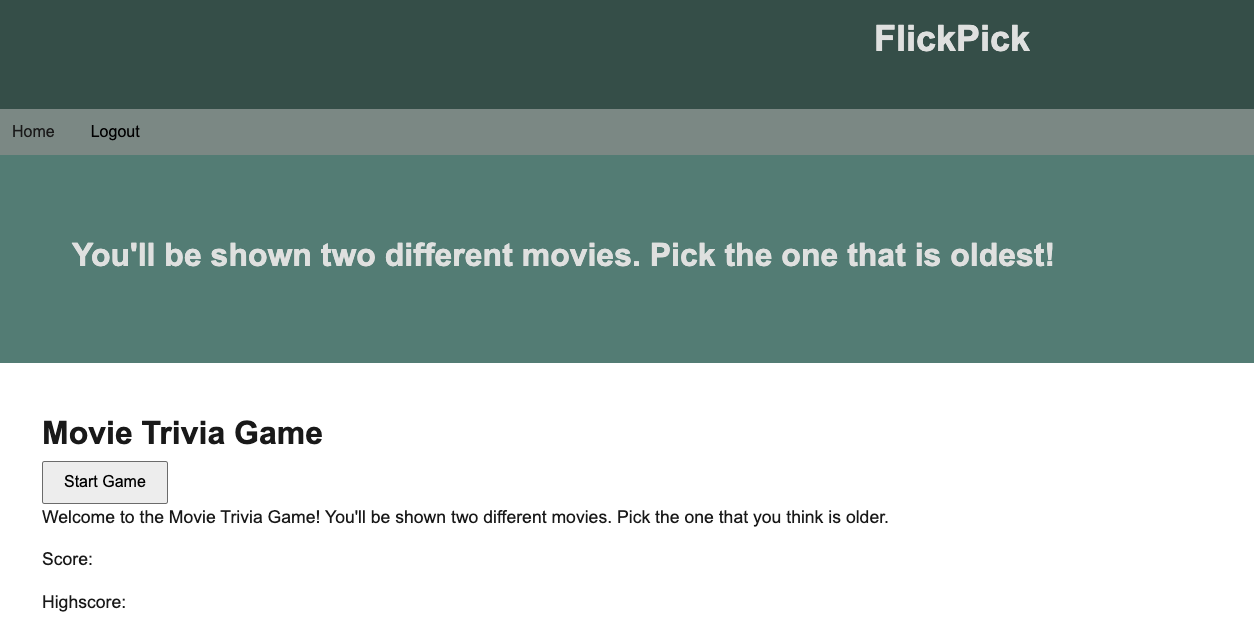 FlickPick
Home Logout
You'll be shown two different movies. Pick the one that is oldest!
Movie Trivia Game
Start Game
Welcome to the Movie Trivia Game! You'll be shown two different movies. Pick the one that you think is older.
Score:
Highscore: